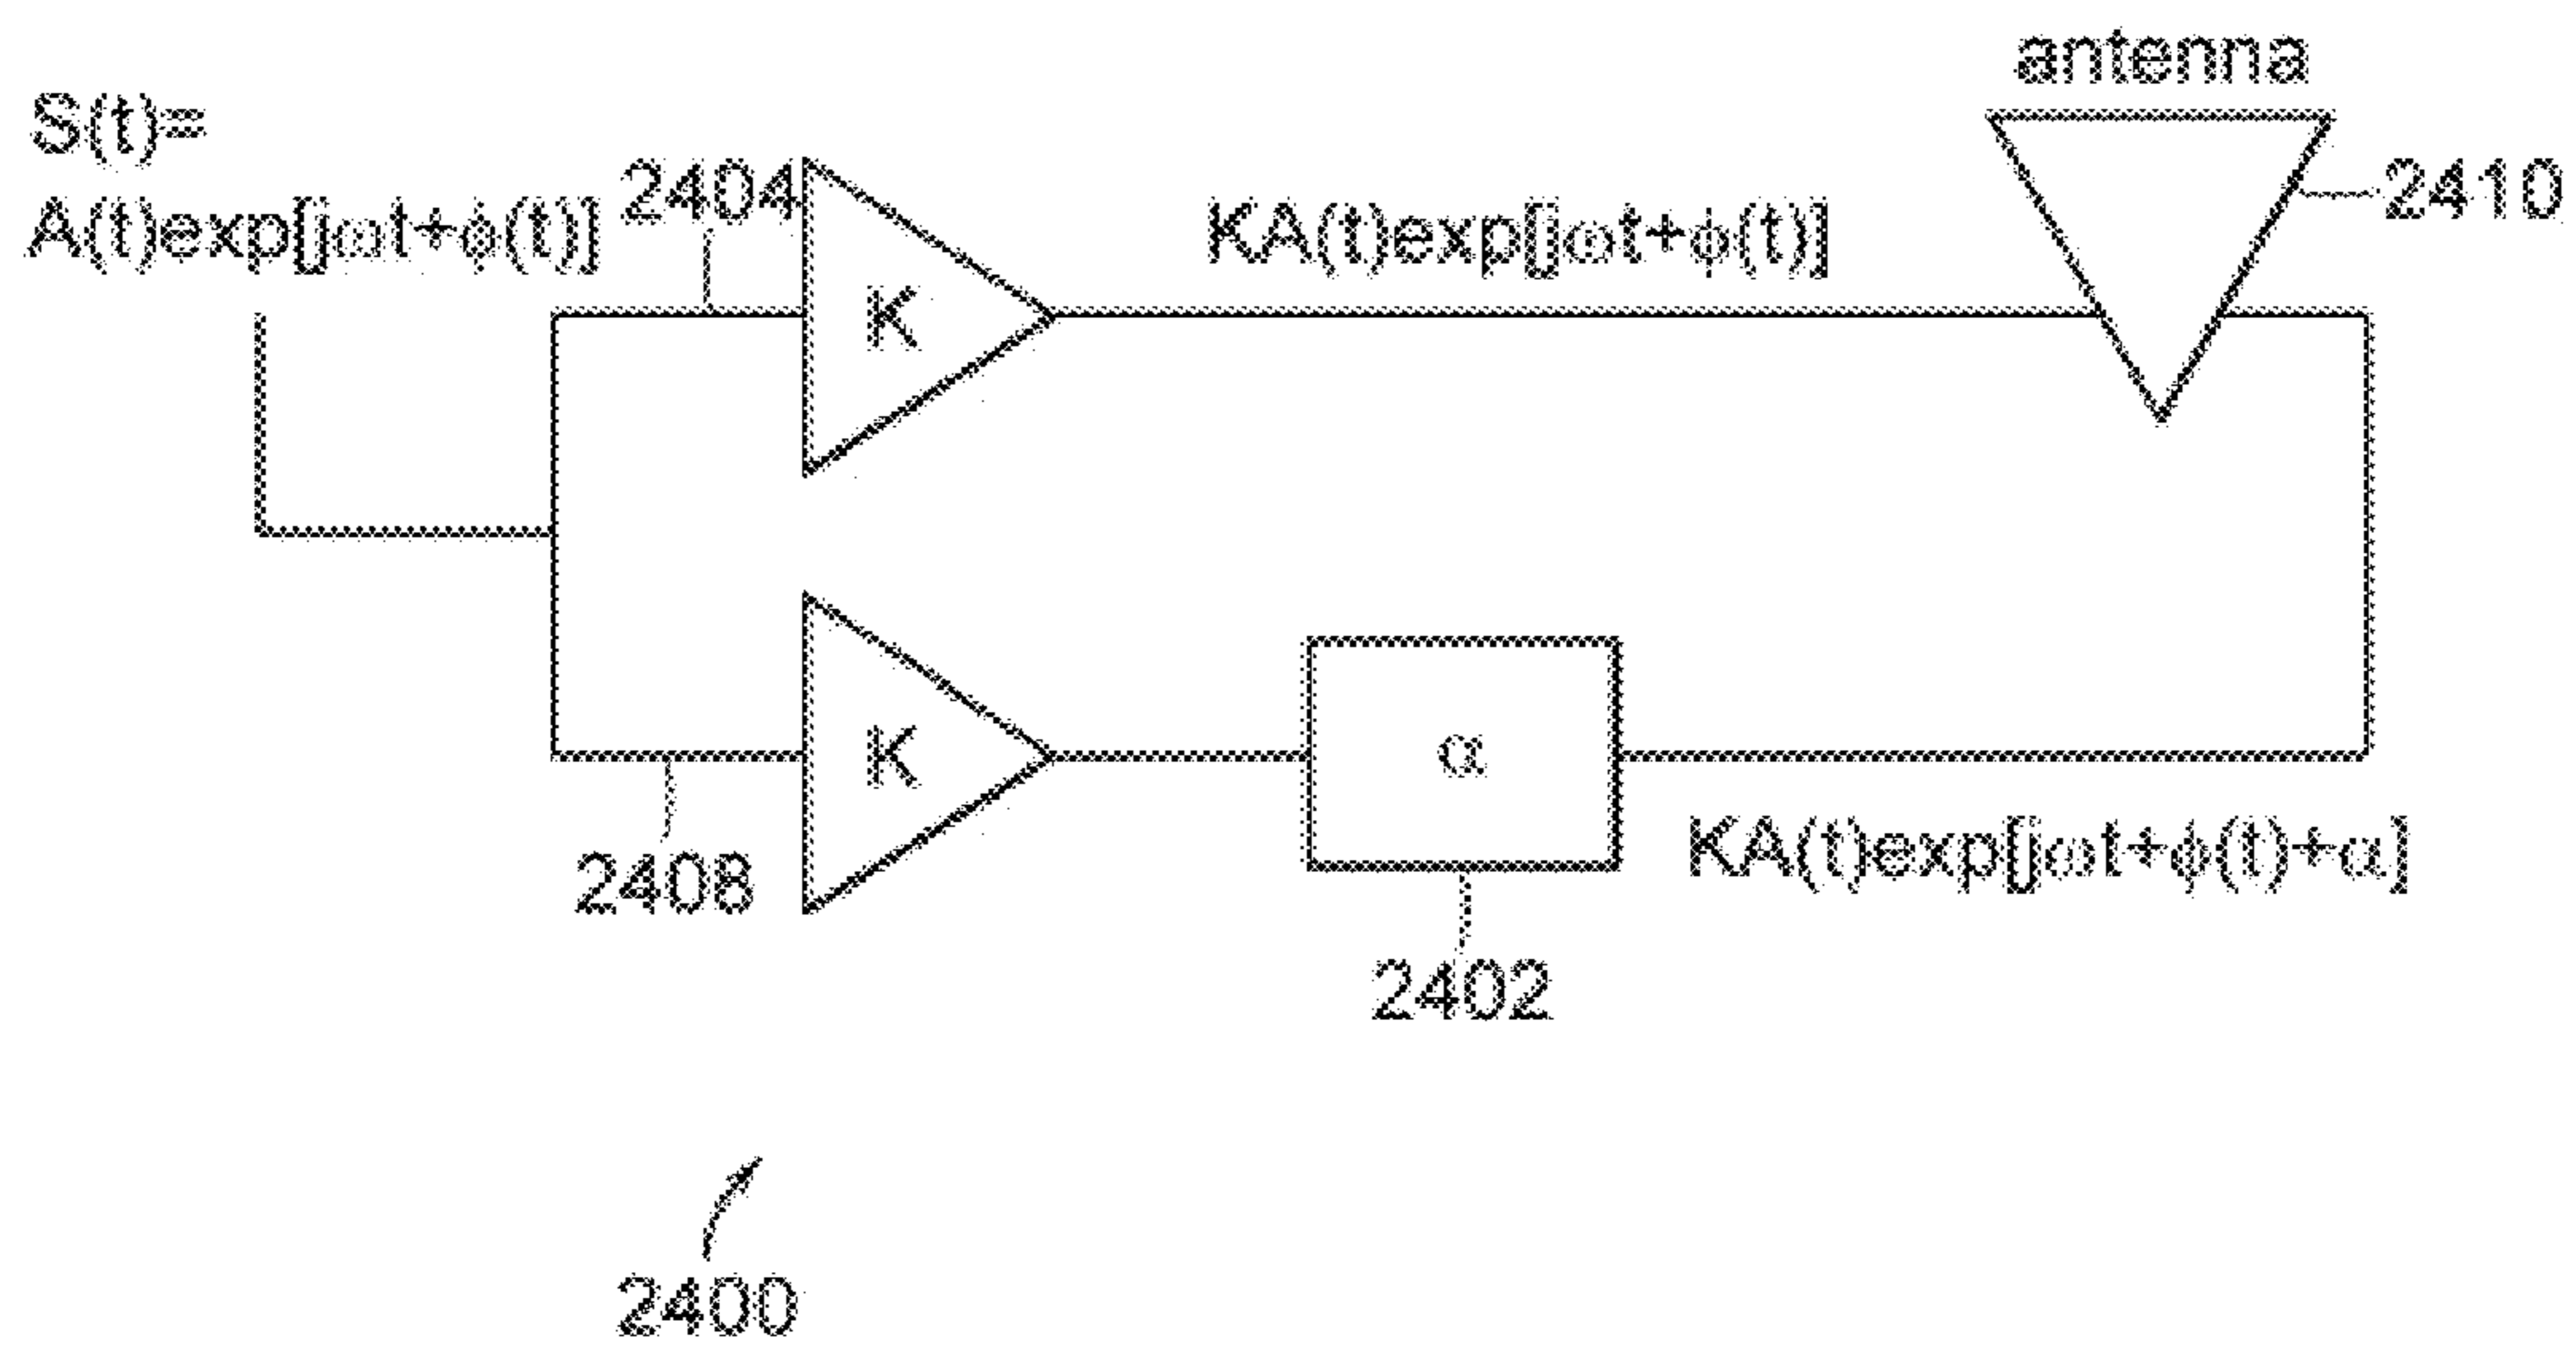 antenna
S(t)=
A(t)exp[jωt+ϕ(t)]
2404
KA(t)exp[jωt+ϕ(t)]
2410
K
K
α
2408
KA(t)exp[jωt+ϕ(t)+α]
2402
2400